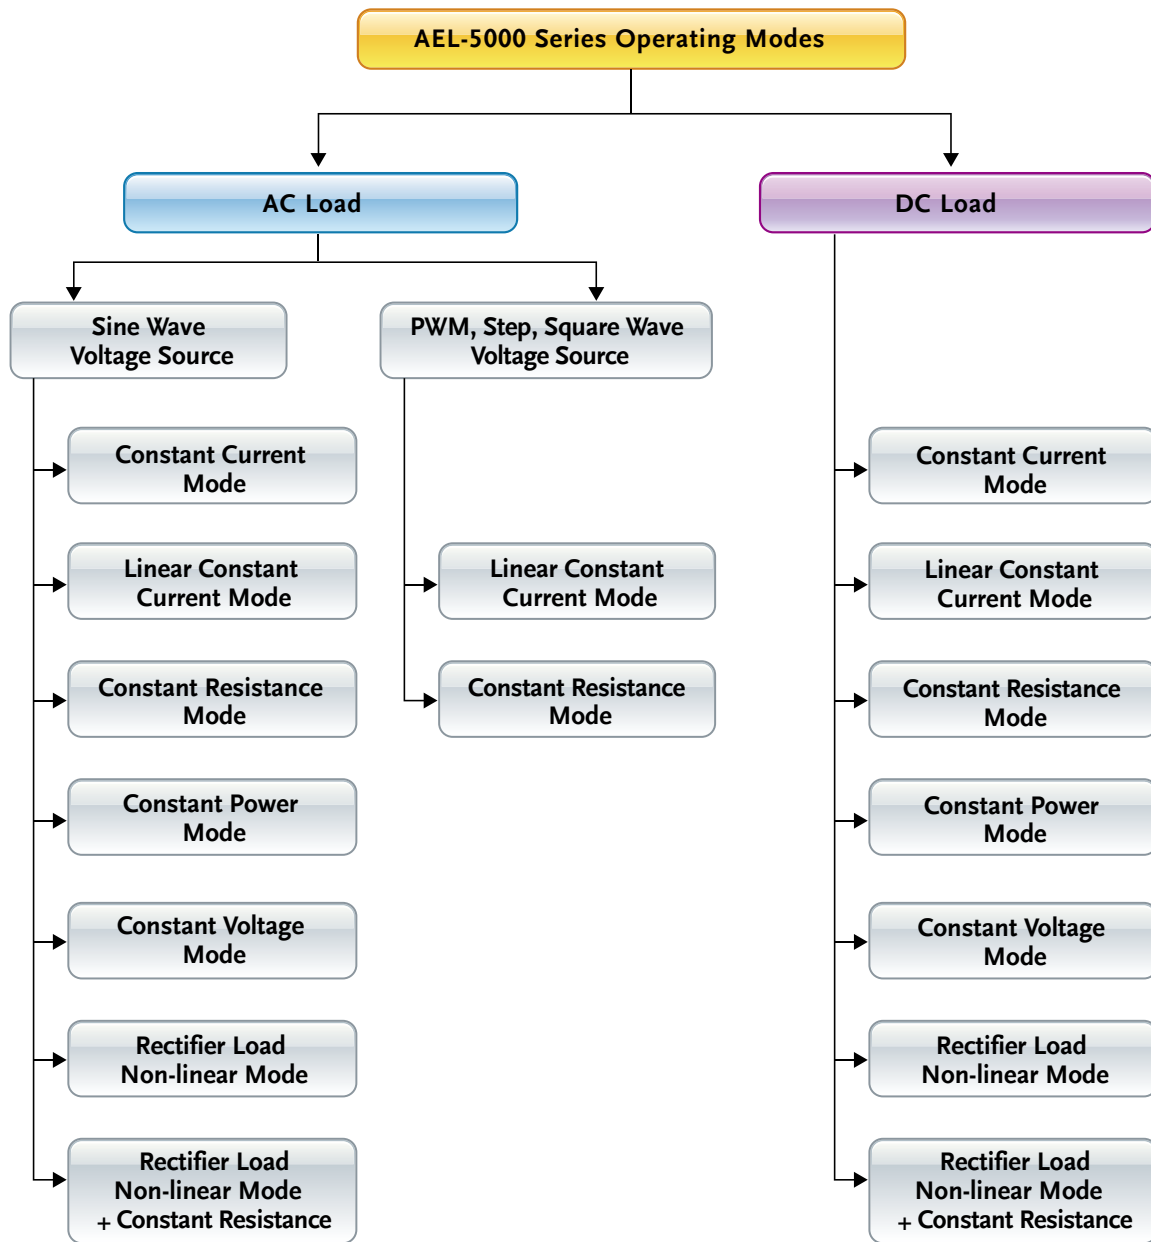 AEL-5000 Series Operating Modes
AC Load
DC Load
Sine Wave
Voltage Source
PWM, Step, Square Wave
Voltage Source
Constant Current
Mode
Linear Constant
Current Mode
Constant Resistance
Mode
Constant Power
Mode
Constant Voltage
Mode
Rectifier Load
Non-linear Mode
Rectifier Load
Non-linear Mode
+ Constant Resistance
Linear Constant
Current Mode
Constant Resistance
Mode
Constant Current
Mode
Linear Constant
Current Mode
Constant Resistance
Mode
Constant Power
Mode
Constant Voltage
Mode
Rectifier Load
Non-linear Mode
Rectifier Load
Non-linear Mode
+ Constant Resistance